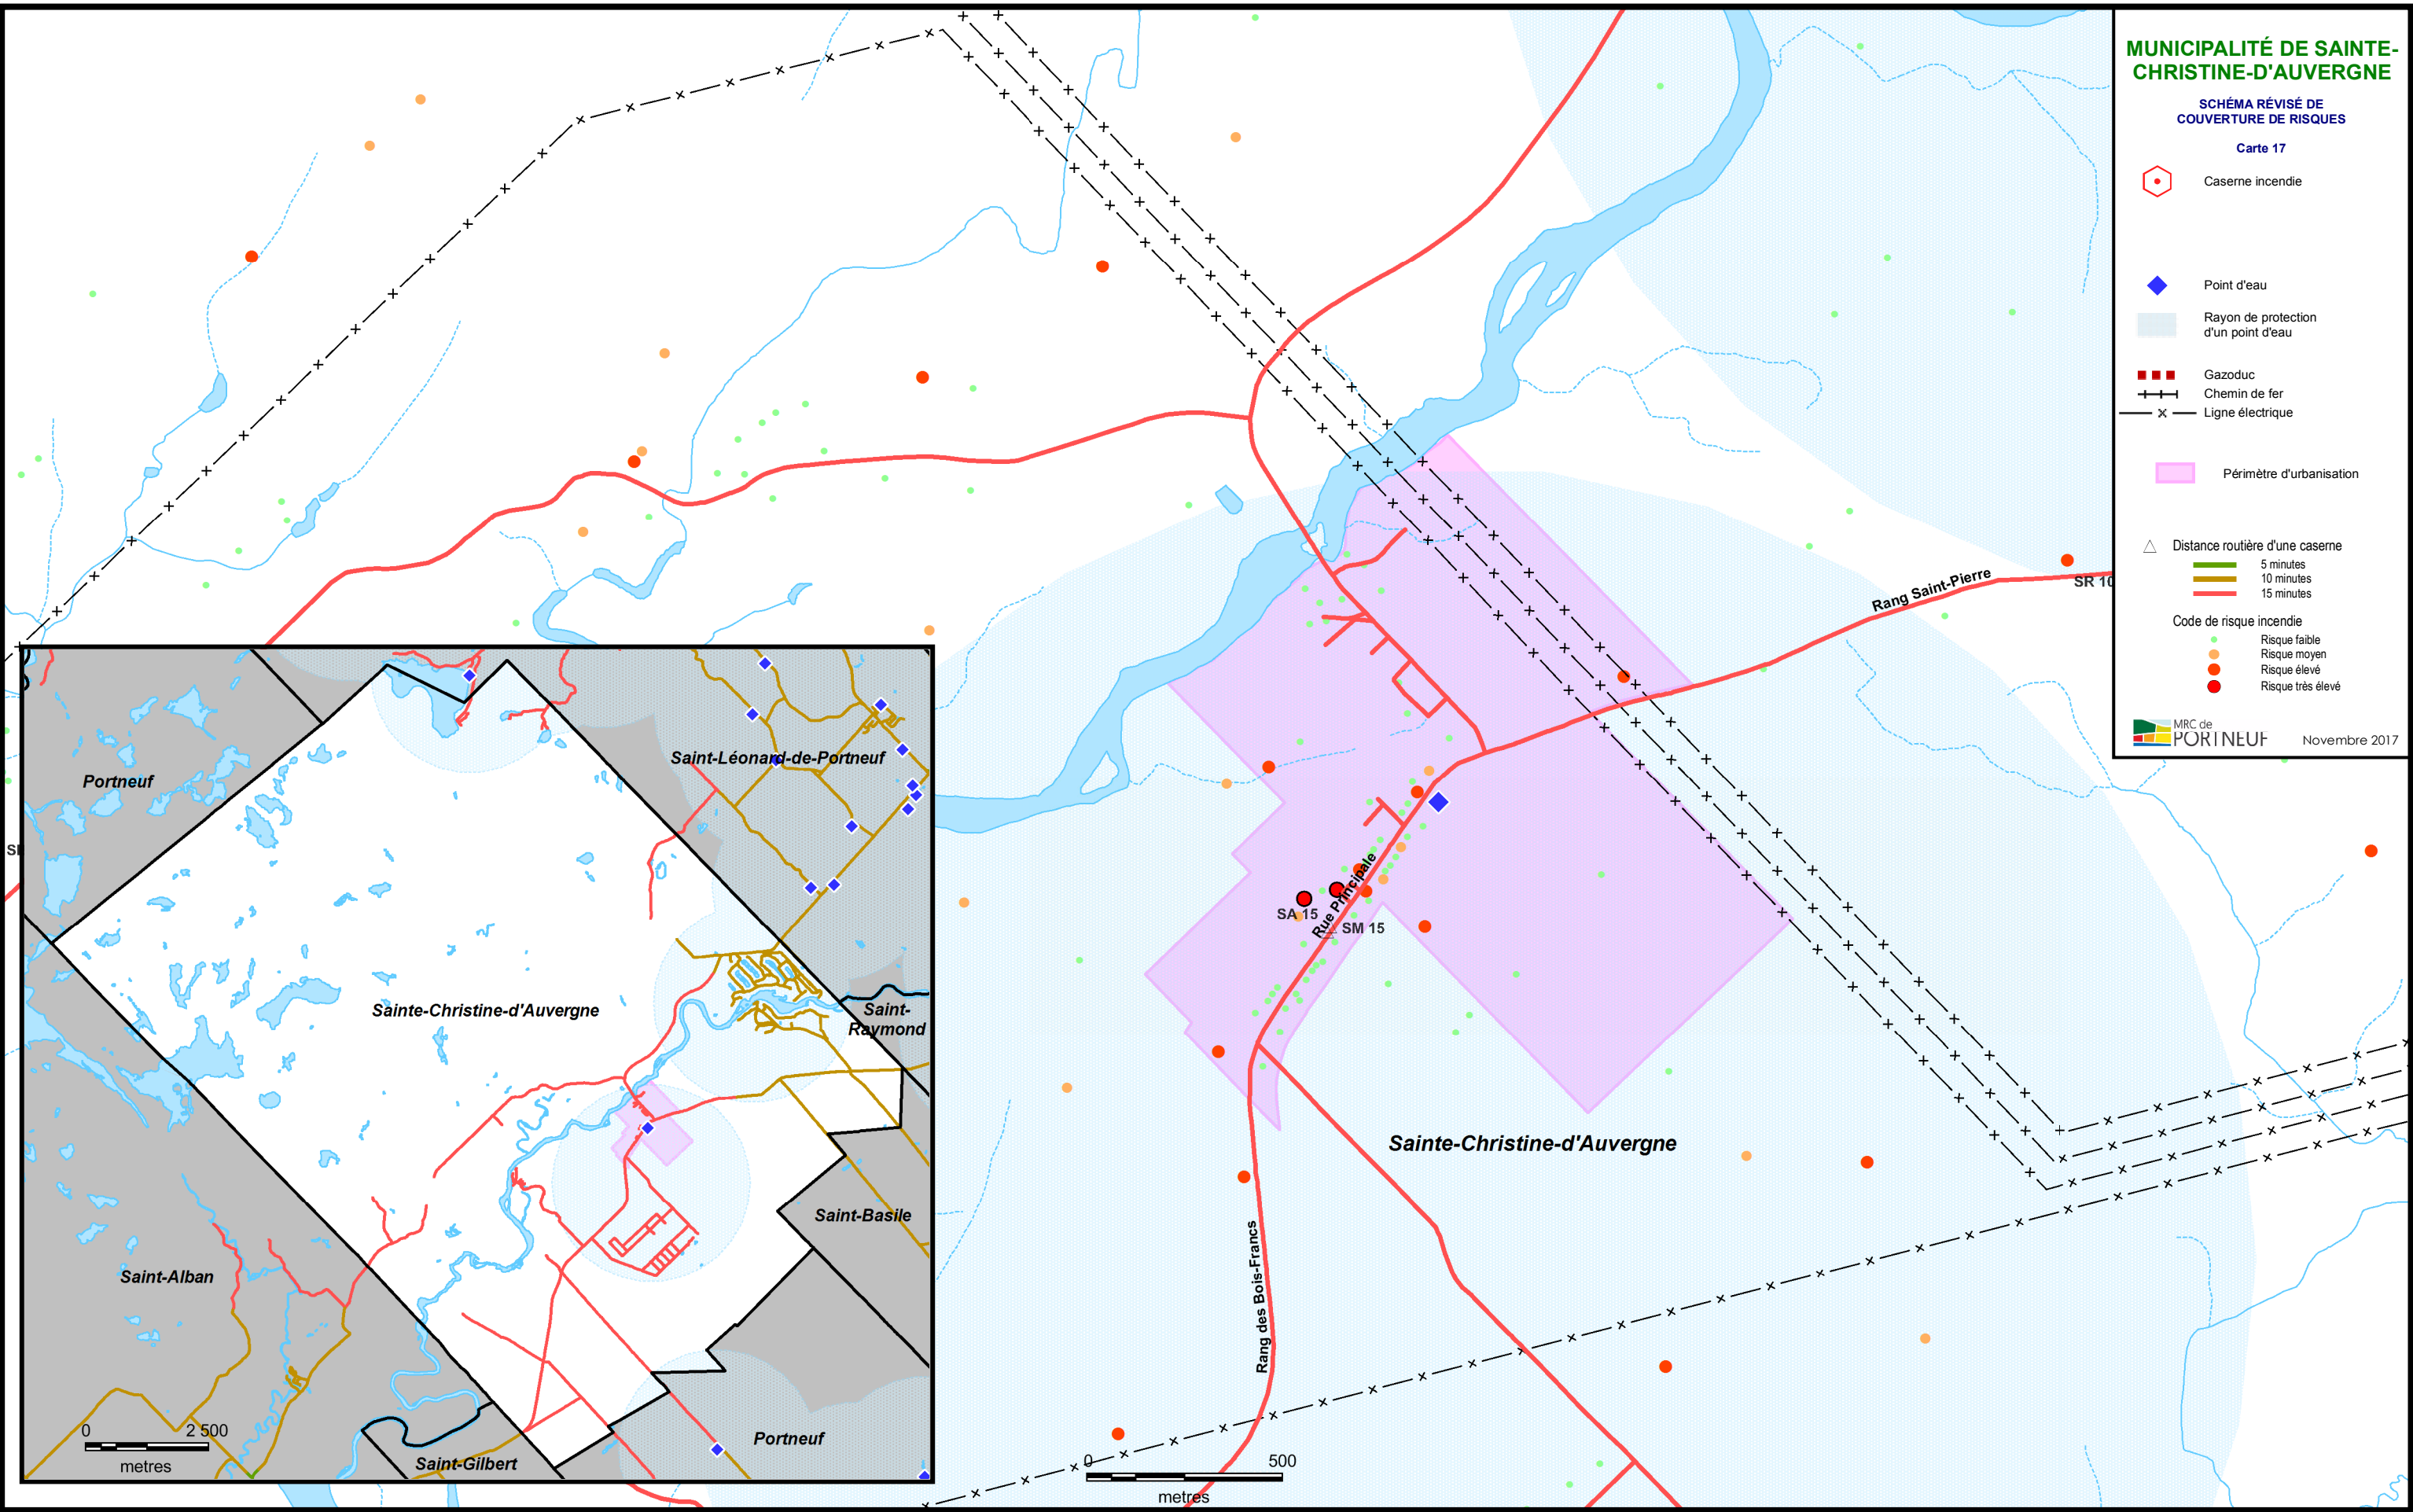 MUNICIPALITÉ DE SAINTE-
CHRISTINE-D'AUVERGNE
SCHÉMA RÉVISÉ DE
COUVERTURE DE RISQUES
Carte 17
Caserne incendie
Point d'eau
Rayon de protection
d'un point d'eau
Gazoduc
Chemin de fer
Ligne électrique
Périmètre d'urbanisation
Distance routière d'une caserne
5 minutes
10 minutes
15 minutes
Code de risque incendie
Risque faible
Risque moyen
Risque élevé
Risque très élevé
MRC de
PORTNEUF
Novembre 2017
Rang Saint-Pierre
SR 10
Rue Principale
SA 15
SM 15
Sainte-Christine-d'Auvergne
Rang des Bois-Francs
0 500
metres
Portneuf
Saint-Léonard-de-Portneuf
Sainte-Christine-d'Auvergne
Saint-
Raymond
Saint-Basile
Saint-Alban
Portneuf
Saint-Gilbert
0 2 500
metres